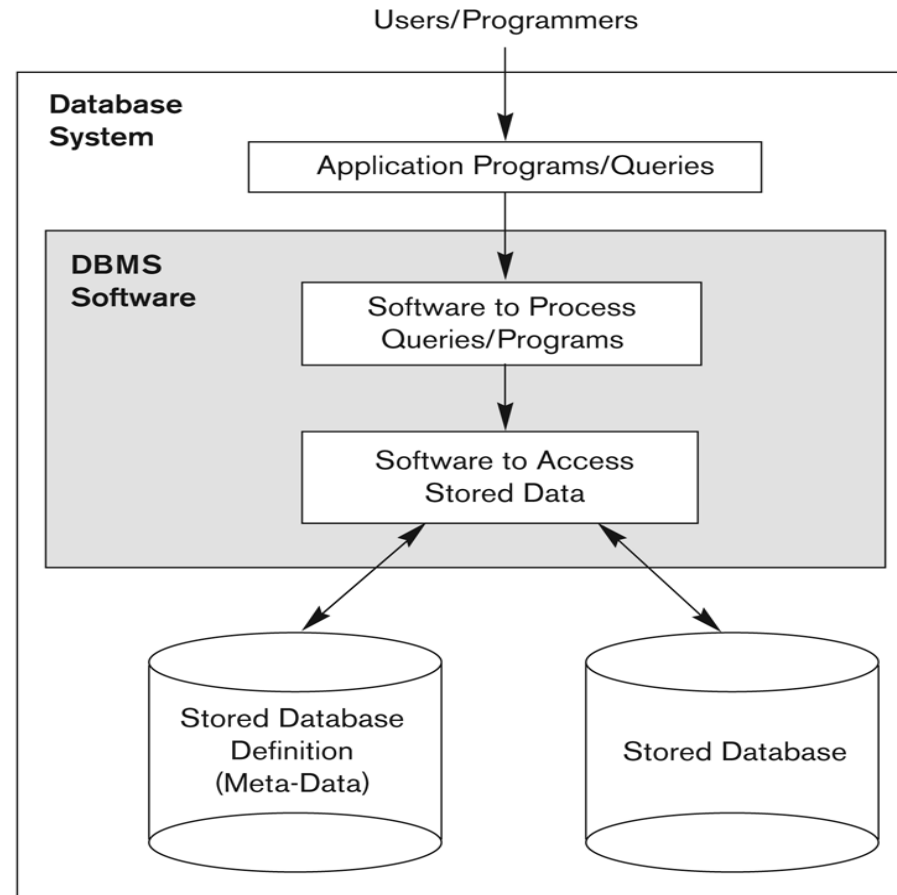 Users/Programmers
Database
System
Application Programs/Queries
DBMS
Software
Software to Process
Queries/Programs
Software to Access
Stored Data
Stored Database
Definition
(Meta-Data)
Stored Database